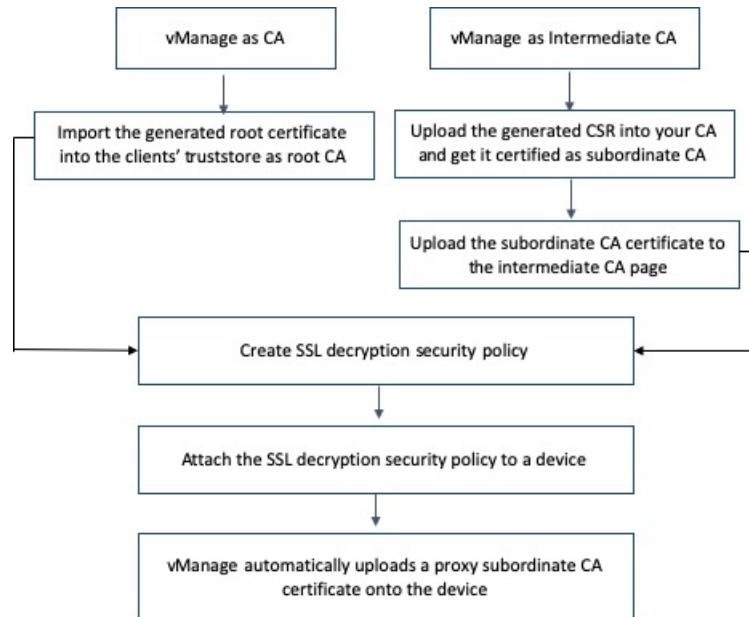 vManage as CA
vManage as Intermediate CA
Import the generated root certificate
into the clients' truststore as root CA
Upload the generated CSR into your CA
and get it certified as subordinate CA
Upload the subordinate CA certificate to
the intermediate CA page
Create SSL decryption security policy
Attach the SSL decryption security policy to a device
vManage automatically uploads a proxy subordinate CA
certificate onto the device